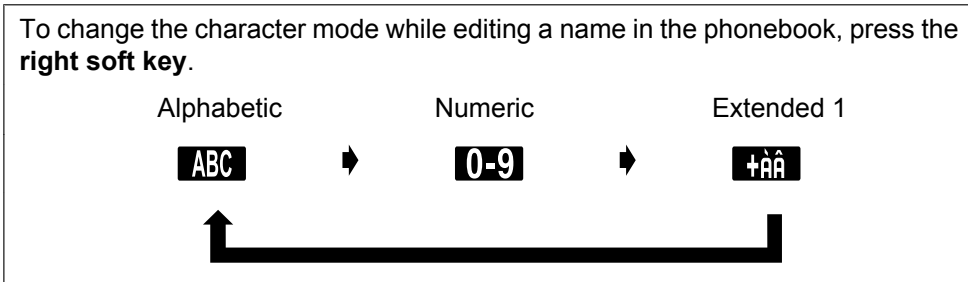 To change the character mode while editing a name in the phonebook, press the
right soft key.
Alphabetic Numeric Extended 1
ABC 0-9 +àâ